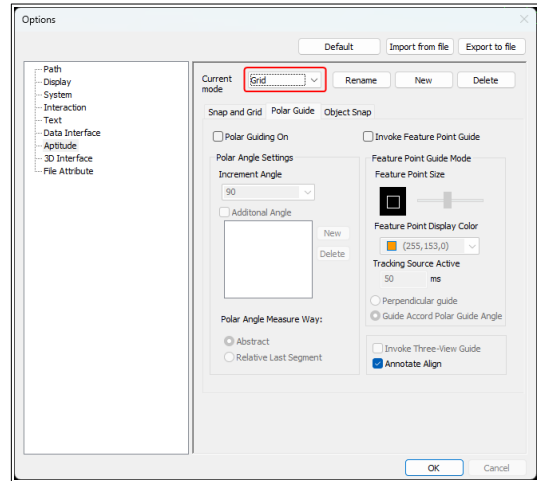 Options
Default Import from file Export to file
Path
Display
System
Interaction
Text
Data Interface
Aptitude
3D Interface
File Attribute
Current mode Grid Rename New Delete
Snap and Grid Polar Guide Object Snap
Polar Guiding On
Polar Angle Settings
Increment Angle
90
Additonal Angle
New
Delete
Polar Angle Measure Way:
Abstract
Relative Last Segment
Invoke Feature Point Guide
Feature Point Guide Mode
Feature Point Size
Feature Point Display Color
(255,153,0)
Tracking Source Active
50 ms
Perpendicular guide
Guide Accord Polar Guide Angle
Invoke Three-View Guide
Annotate Align
OK Cancel